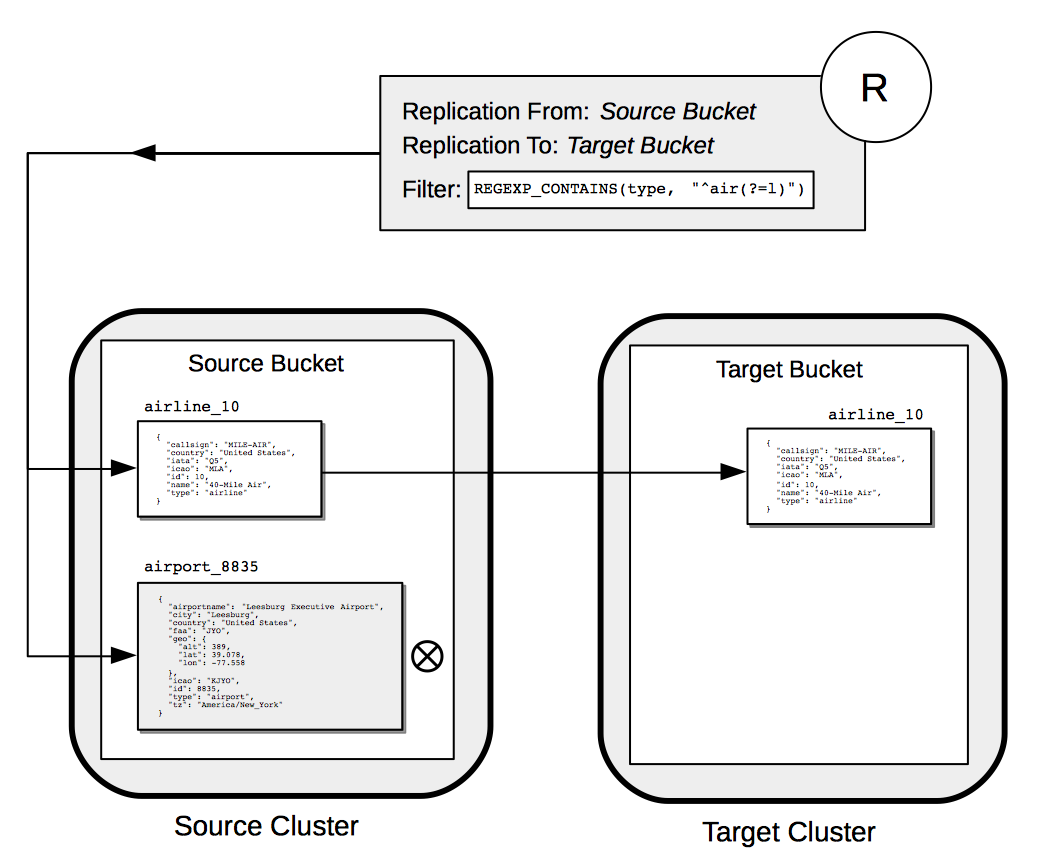 R
Replication From: Source Bucket
Replication To: Target Bucket
Filter: REGEXP_CONTAINS(type, "^air(?=l)")
Source Bucket
airline_10
{
"callsign": "MILE-AIR",
"country": "United States",
"iata": "Q5",
"icao": "MLA",
"id": 10,
"name": "40-Mile Air",
"type": "airline"
}
airport_8835
{
"airportname": "Leesburg Executive Airport",
"city": "Leesburg",
"country": "United States",
"faa": "JYO",
"geo": {
"alt": 389,
"lat": 39.078,
"lon": -77.558
},
"icao": "KJYO",
"id": 8835,
"type": "airport",
"tz": "America/New_York"
}
Source Cluster
Target Bucket
airline_10
{
"callsign": "MILE-AIR",
"country": "United States",
"iata": "Q5",
"icao": "MLA",
"id": 10,
"name": "40-Mile Air",
"type": "airline"
}
Target Cluster